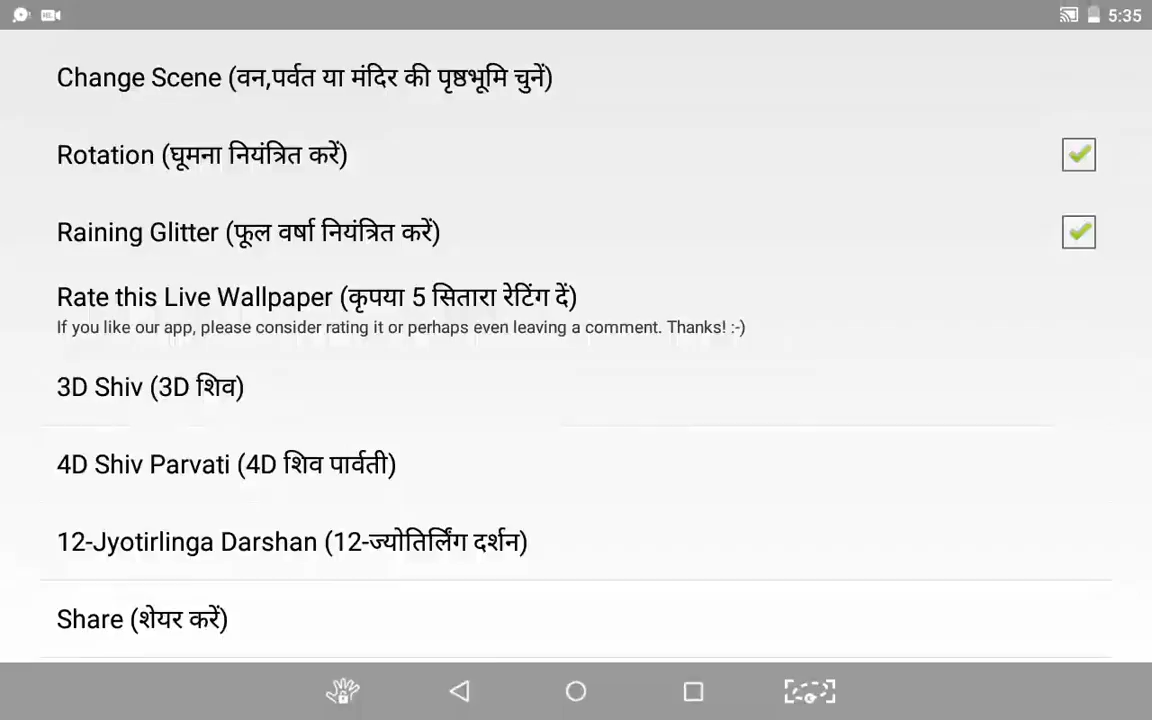 5:35
Change Scene (वन,पर्वत या मंदिर की पृष्ठभूमि चुनें)
Rotation (घूमना नियंत्रित करें)
Raining Glitter (फूल वर्षा नियंत्रित करें)
Rate this Live Wallpaper (कृपया 5 सितारा रेटिंग दें)
If you like our app, please consider rating it or perhaps even leaving a comment. Thanks! :-)
3D Shiv (3D शिव)
4D Shiv Parvati (4D शिव पार्वती)
12-Jyotirlinga Darshan (12-ज्योतिर्लिंग दर्शन)
Share (शेयर करें)